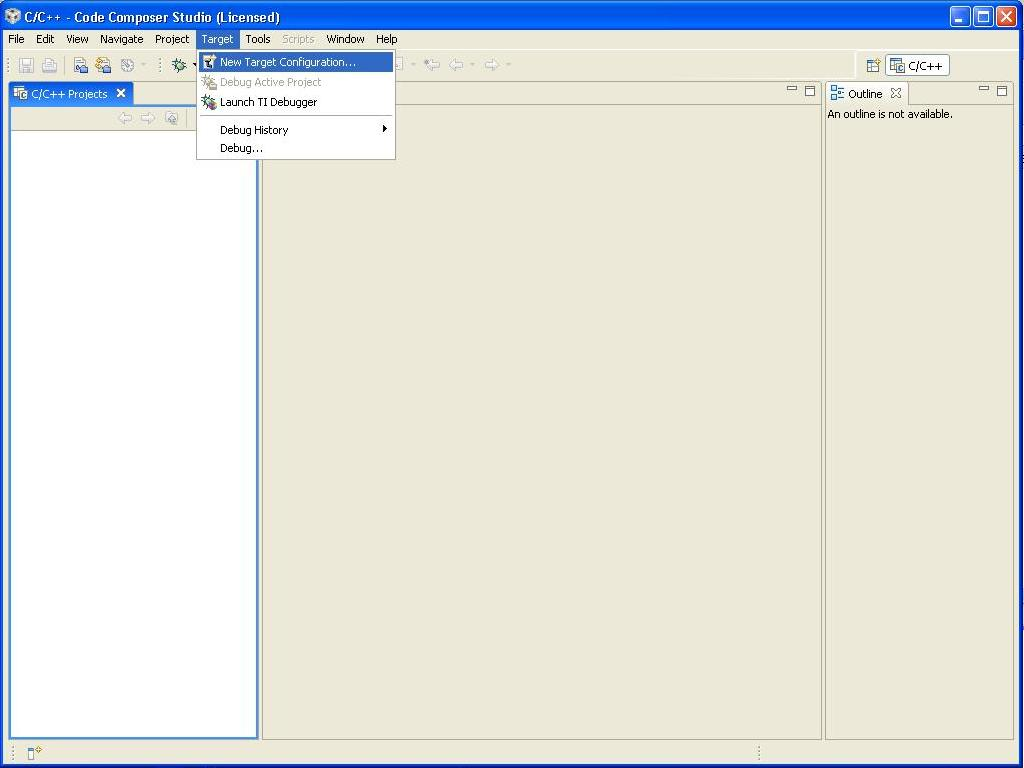 C/C++ - Code Composer Studio (Licensed)
File Edit View Navigate Project Target Tools Scripts Window Help
New Target Configuration...
Debug Active Project
Launch TI Debugger
Debug History
Debug...
C/C++
C/C++ Projects
Outline
An outline is not available.